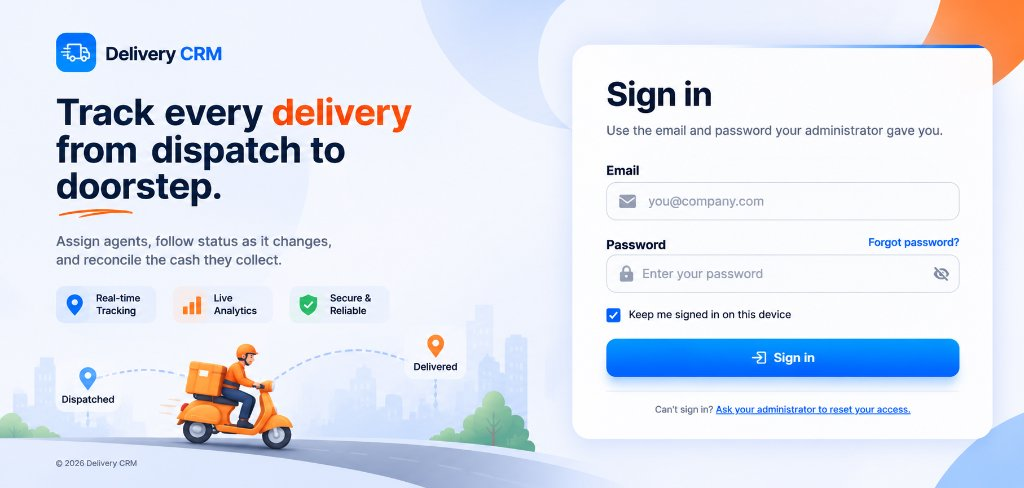 Delivery CRM
Track every delivery
from dispatch to
doorstep.
Assign agents, follow status as it changes,
and reconcile the cash they collect.
Real-time
Tracking
Live
Analytics
Secure &
Reliable
Dispatched
Delivered
© 2026 Delivery CRM
Sign in
Use the email and password your administrator gave you.
Email
you@company.com
Password
Forgot password?
Enter your password
Keep me signed in on this device
Sign in
Can't sign in? Ask your administrator to reset your access.